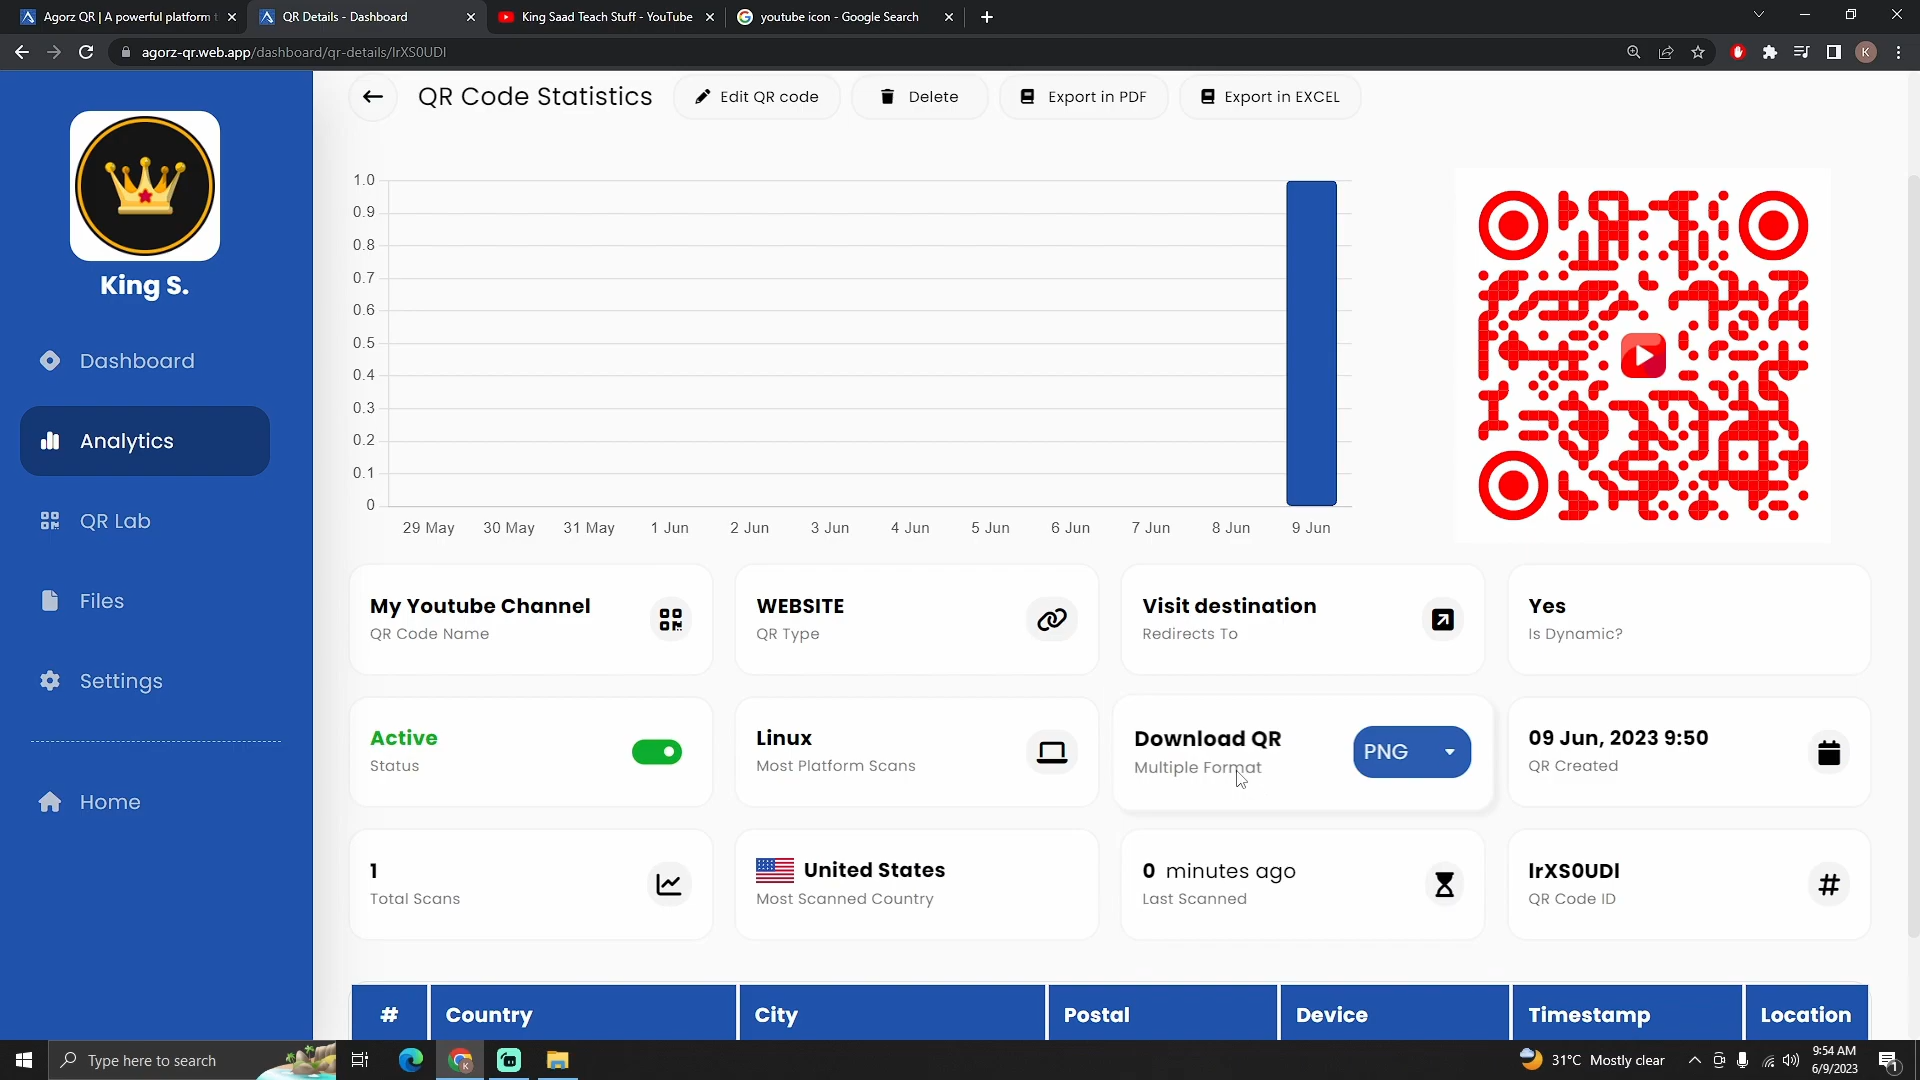 Agorz QR | A powerful platform t
QR Details - Dashboard
King Saad Teach Stuff - YouTube
youtube icon - Google Search
agorz-qr.web.app/dashboard/qr-details/lrXS0UDl
K
King S.
Dashboard
Analytics
QR Lab
Files
Settings
Home
QR Code Statistics
Edit QR code
Delete
Export in PDF
Export in EXCEL
1.0
0.9
0.8
0.7
0.6
0.5
0.4
0.3
0.2
0.1
0
29 May 30 May 31 May 1 Jun 2 Jun 3 Jun 4 Jun 5 Jun 6 Jun 7 Jun 8 Jun 9 Jun
My Youtube Channel
QR Code Name
WEBSITE
QR Type
Visit destination
Redirects To
Yes
Is Dynamic?
Active
Status
Linux
Most Platform Scans
Download QR
Multiple Format
PNG
09 Jun, 2023 9:50
QR Created
1
Total Scans
United States
Most Scanned Country
0 minutes ago
Last Scanned
lrXS0UDl
QR Code ID
#
# Country City Postal Device Timestamp Location
Type here to search
31°C Mostly clear
9:54 AM
6/9/2023
1